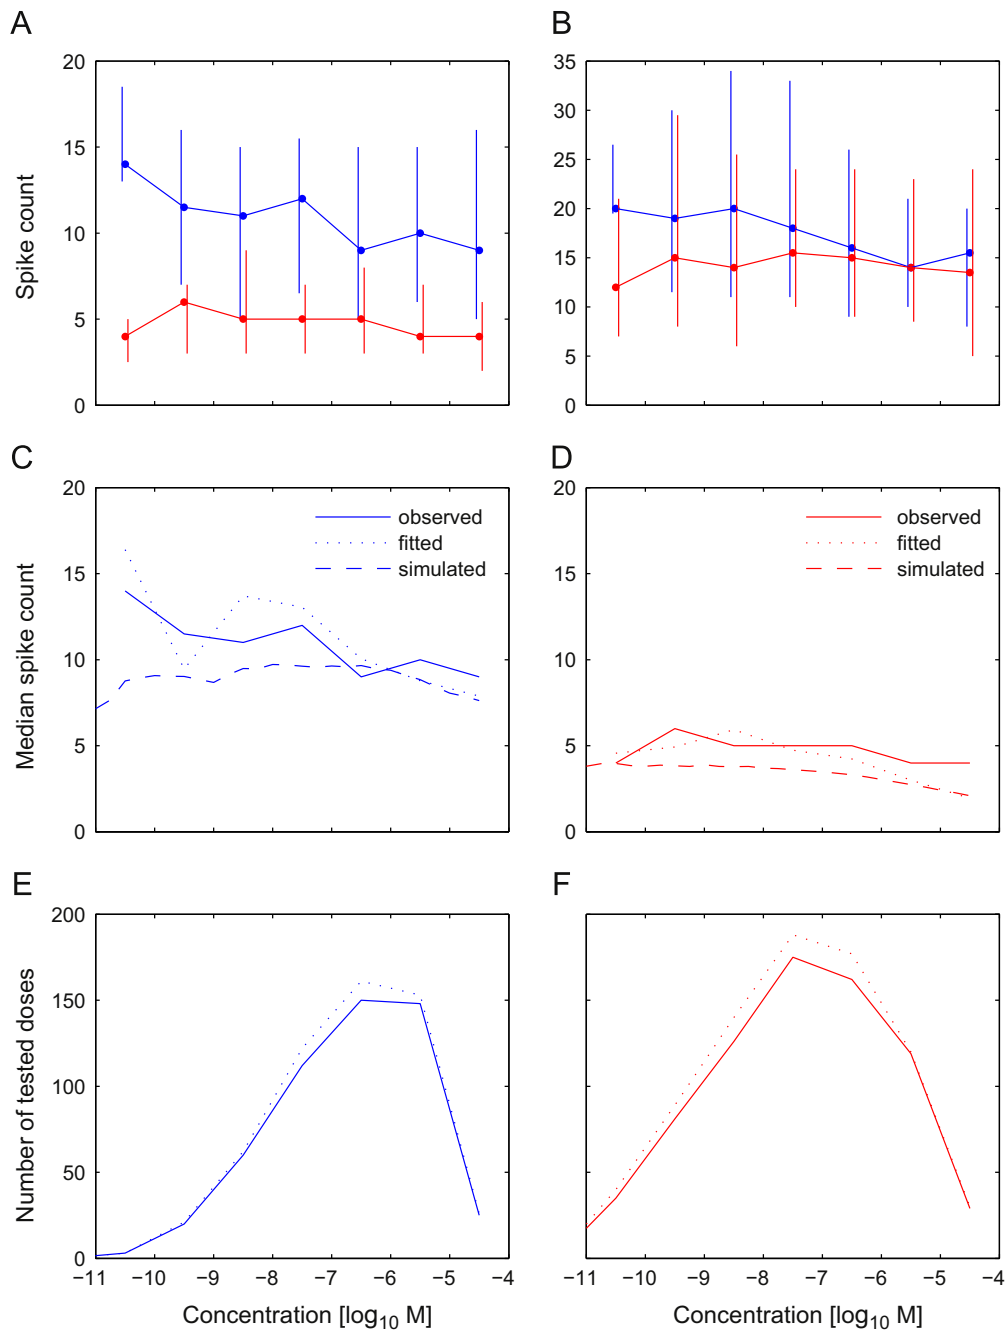 A
B
20
15
10
5
0
Spike count
35
30
25
20
15
10
5
0
C
D
20
15
10
5
0
Median spike count
observed
fitted
simulated
20
15
10
5
0
observed
fitted
simulated
E
F
200
150
100
50
0
Number of tested doses
−11 −10 −9 −8 −7 −6 −5 −4
Concentration [log10 M]
−11 −10 −9 −8 −7 −6 −5 −4
Concentration [log10 M]